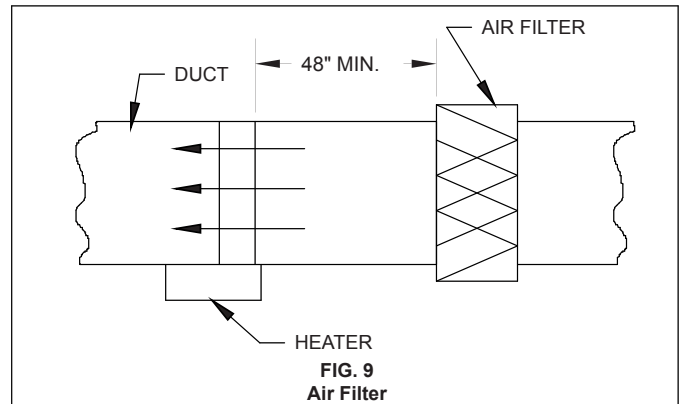 AIR FILTER
48" MIN.
DUCT
HEATER
FIG. 9
Air Filter